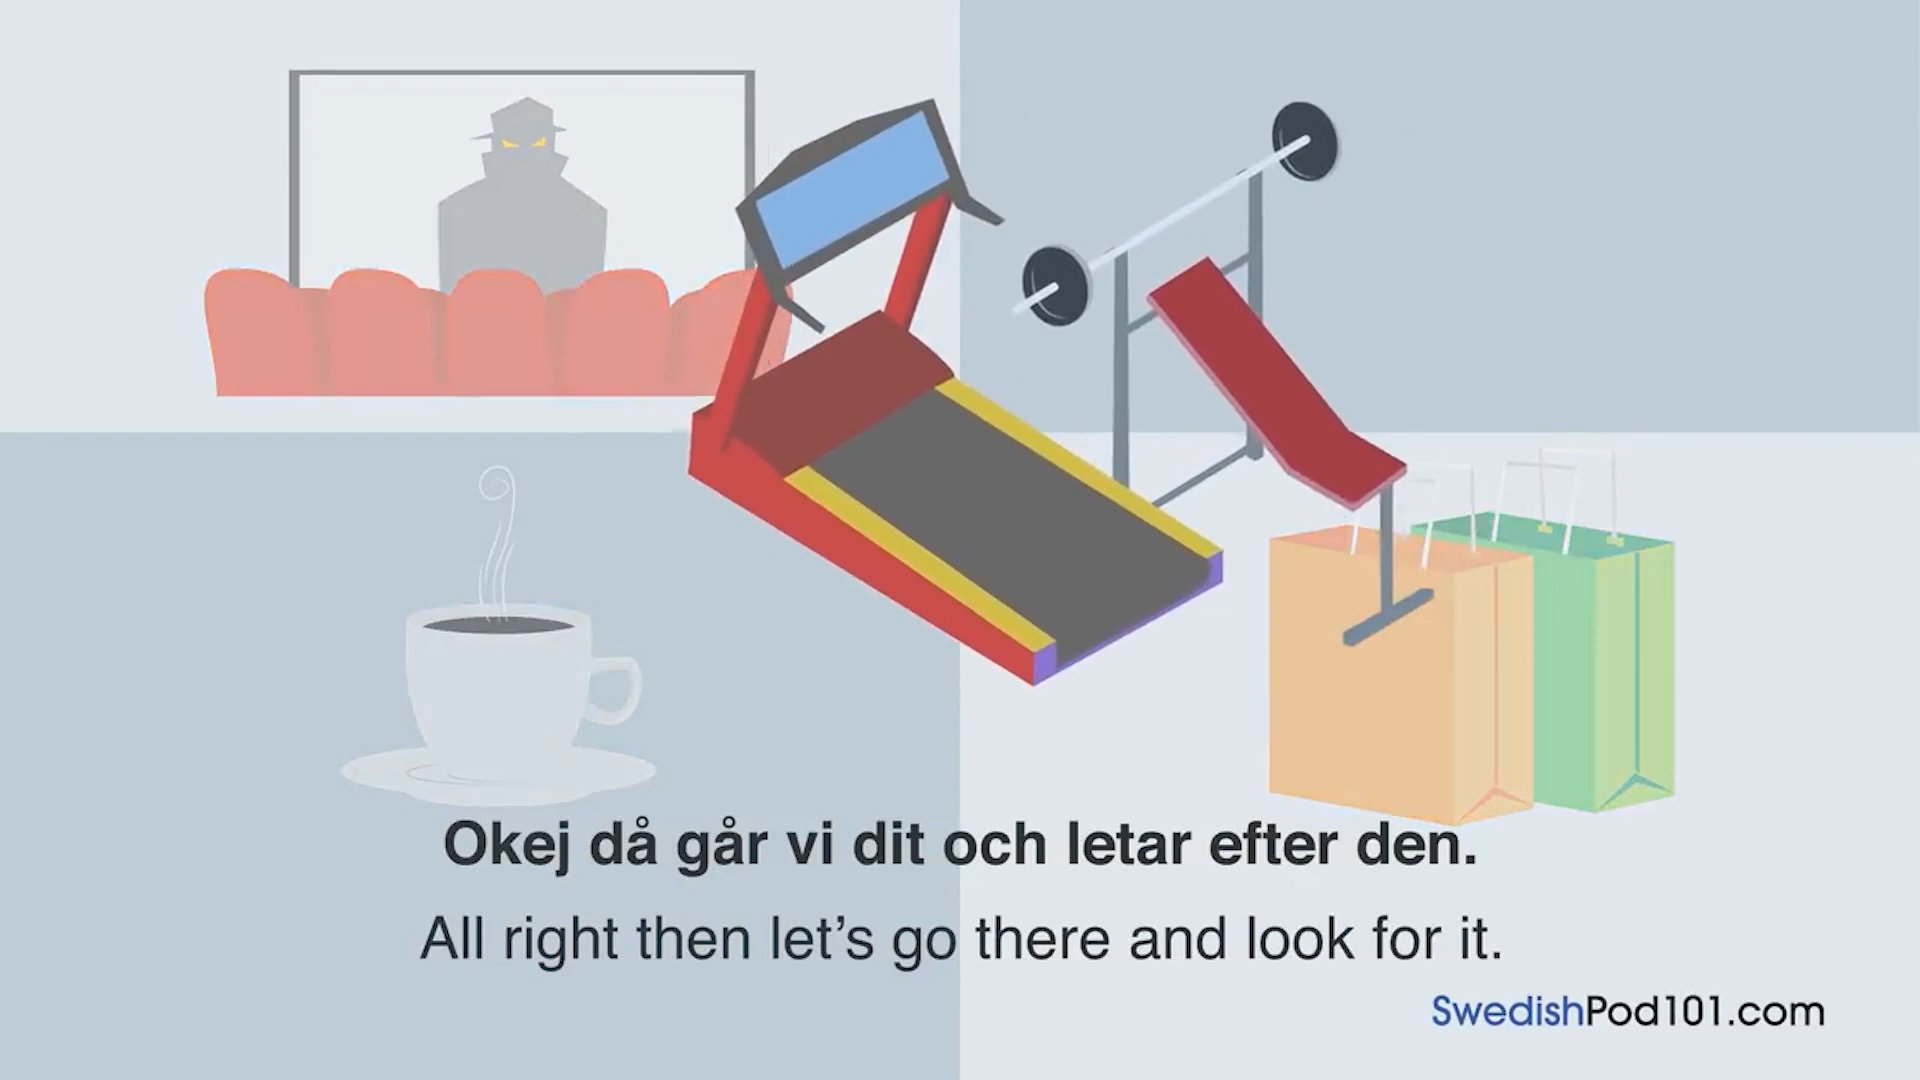 Okej då går vi dit och letar efter den.
All right then let’s go there and look for it.
SwedishPod101.com